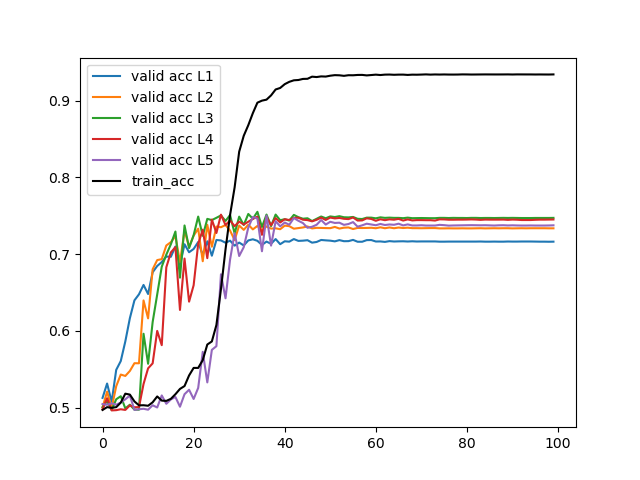 valid acc L1
valid acc L2
valid acc L3
valid acc L4
valid acc L5
train_acc
0.9
0.8
0.7
0.6
0.5
0
20
40
60
80
100